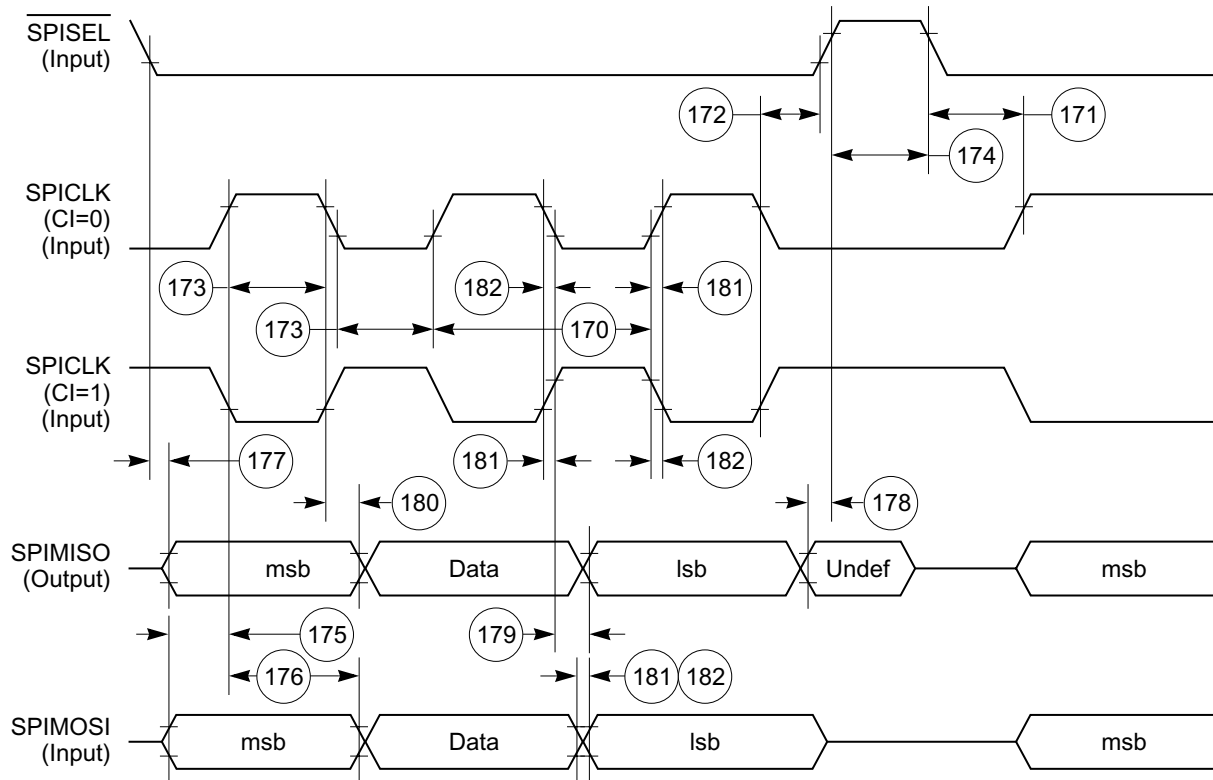 SPISEL
(Input)
172
171
174
SPICLK
(CI=0)
(Input)
173
182
181
173
170
SPICLK
(CI=1)
(Input)
177
181
182
180
178
SPIMISO
(Output)
msb
Data
lsb
Undef
msb
175
179
176
181
182
SPIMOSI
(Input)
msb
Data
lsb
msb